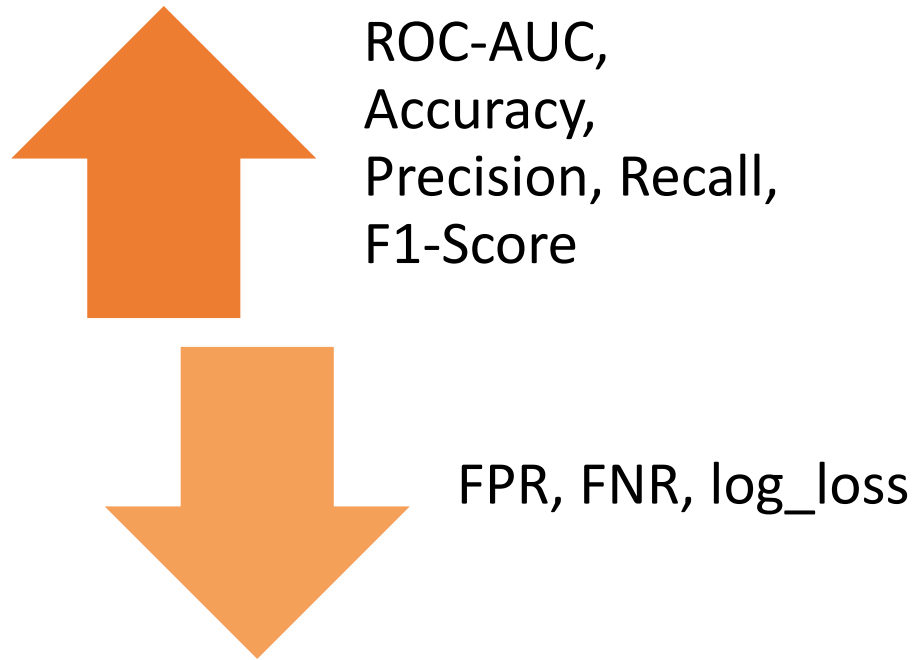 ROC-AUC,
Accuracy,
Precision, Recall,
F1-Score
FPR, FNR, log_loss